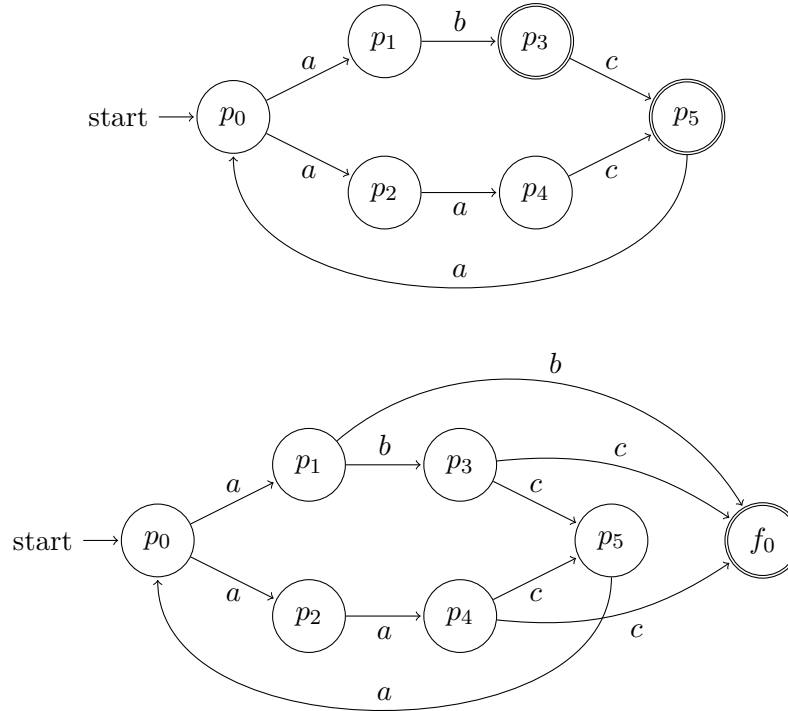 p₁ b p₃
a c
start p₀ p₅
a c
p₂ a p₄
a
b
p₁ b p₃ c
a c
start p₀ p₅ f₀
a c
p₂ a p₄ c
a